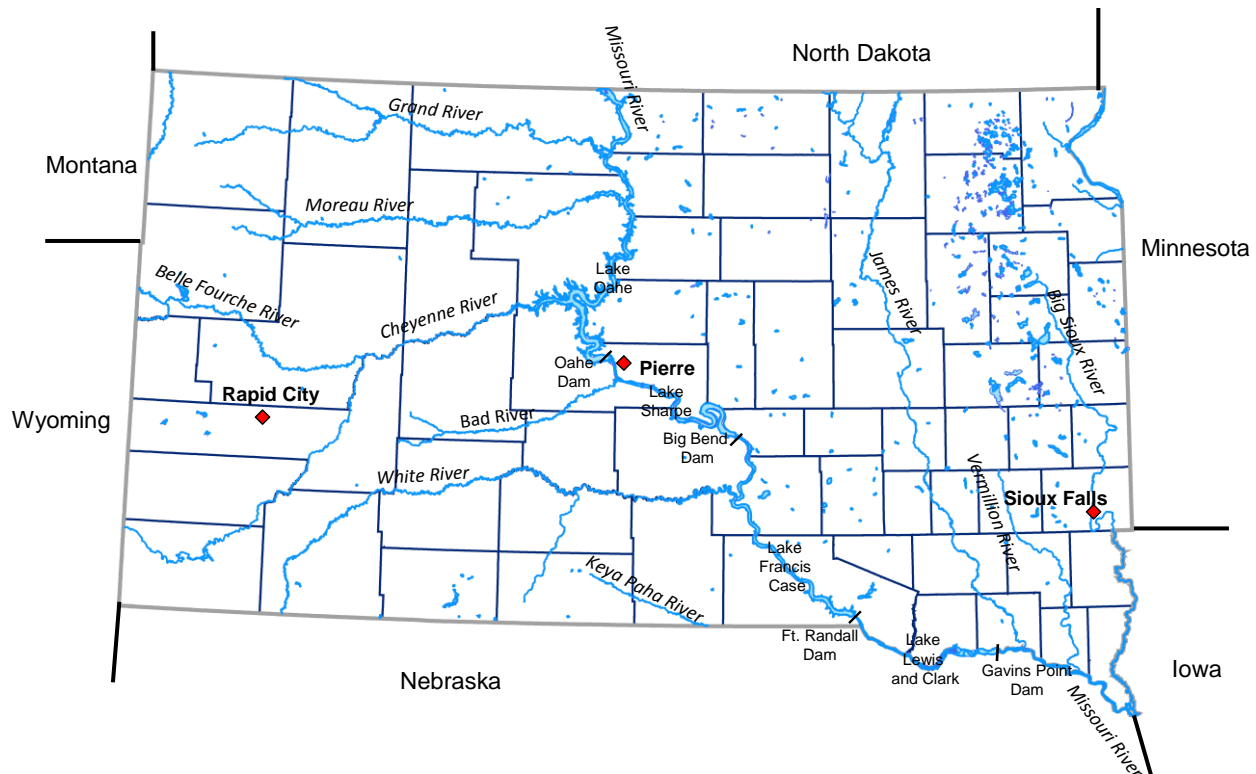 North Dakota
Missouri River
Grand River
Montana
Moreau River
Minnesota
Belle Fourche River
Cheyenne River
Lake
Oahe
James River
Big Sioux River
Oahe
Dam
Pierre
Rapid City
Lake
Sharpe
Wyoming
Bad River
Big Bend
Dam
White River
Vermillion River
Sioux Falls
Lake
Francis
Case
Keya Paha River
Ft. Randall
Dam
Lake
Lewis
and Clark
Gavins Point
Dam
Iowa
Nebraska
Missouri River